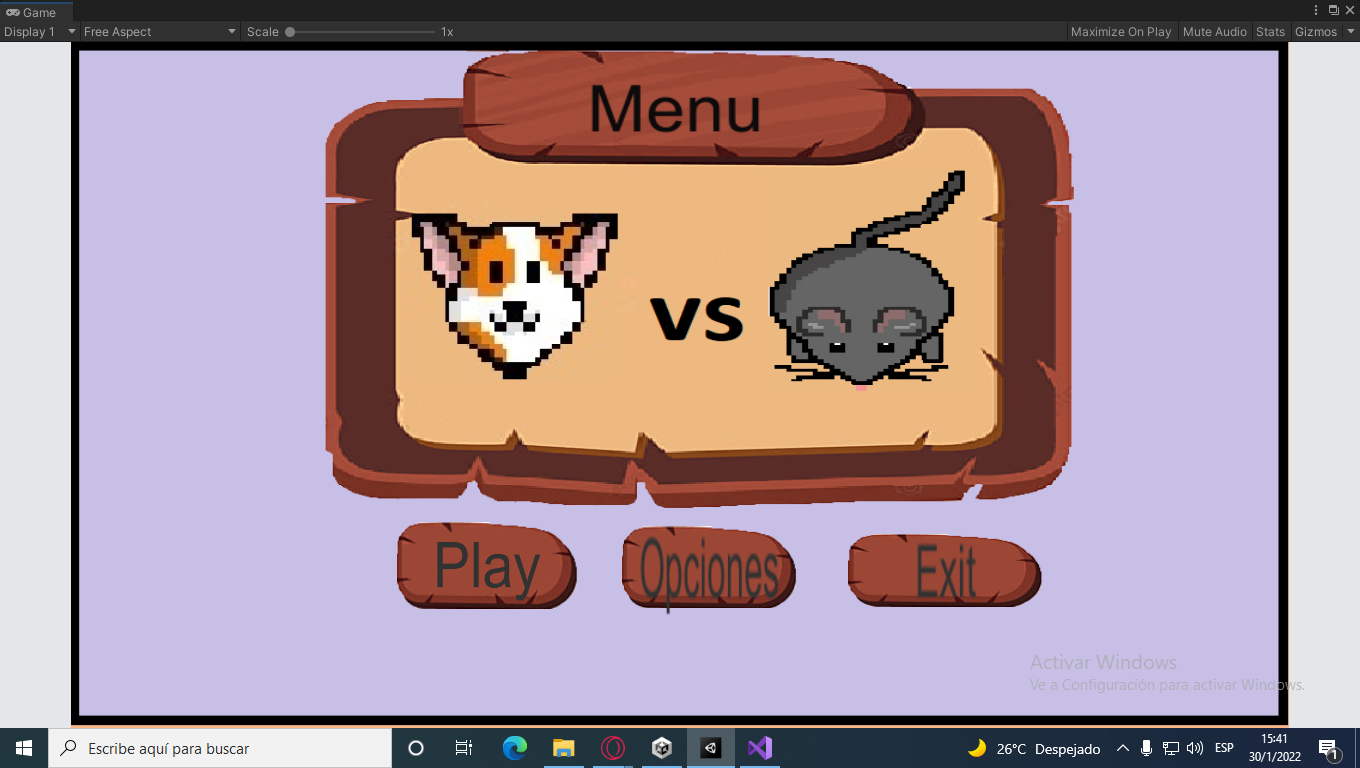 Game
Display 1 Free Aspect Scale 1x Maximize On Play Mute Audio Stats Gizmos
Menu
vs
Play Opciones Exit
Activar Windows
Ve a Configuración para activar Windows.
Escribe aquí para buscar
26°C Despejado
ESP
15:41
30/1/2022
1